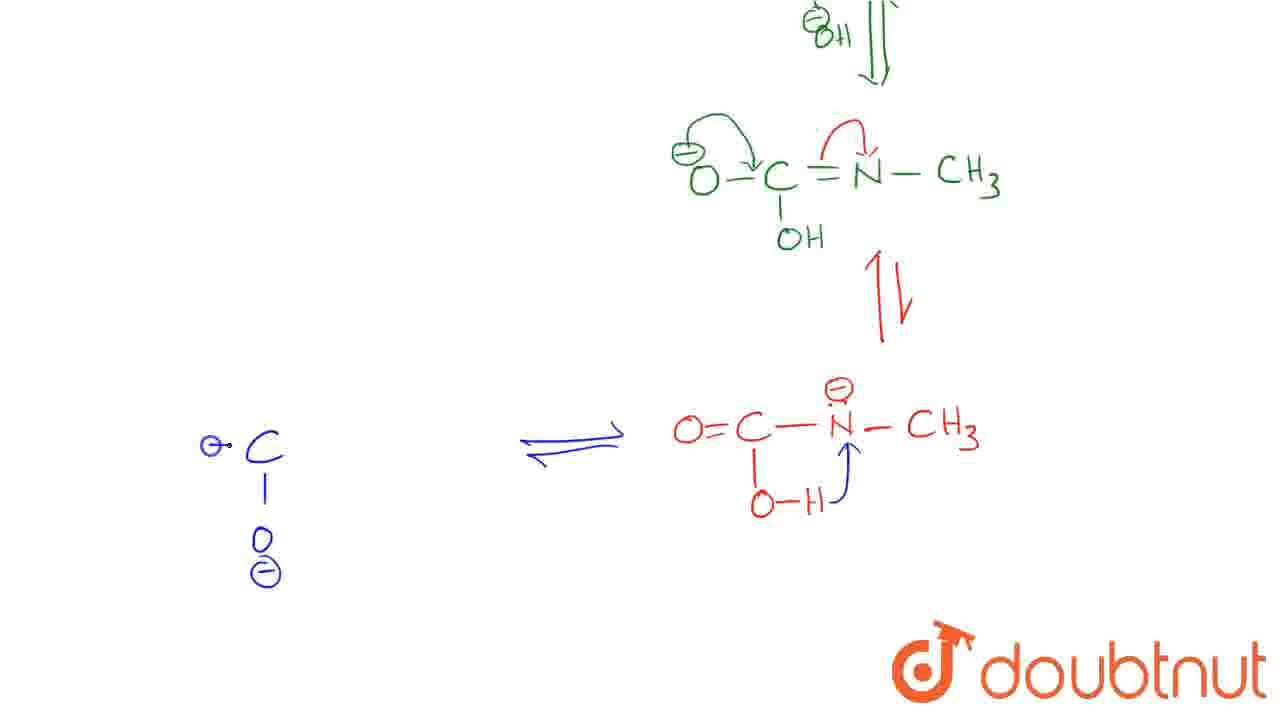 ⊖
OH
⊖
O − C = N − CH3
OH
⊖
O = C − N̈ − CH3
O − H
⊖ C
O
⊖
doubtnut